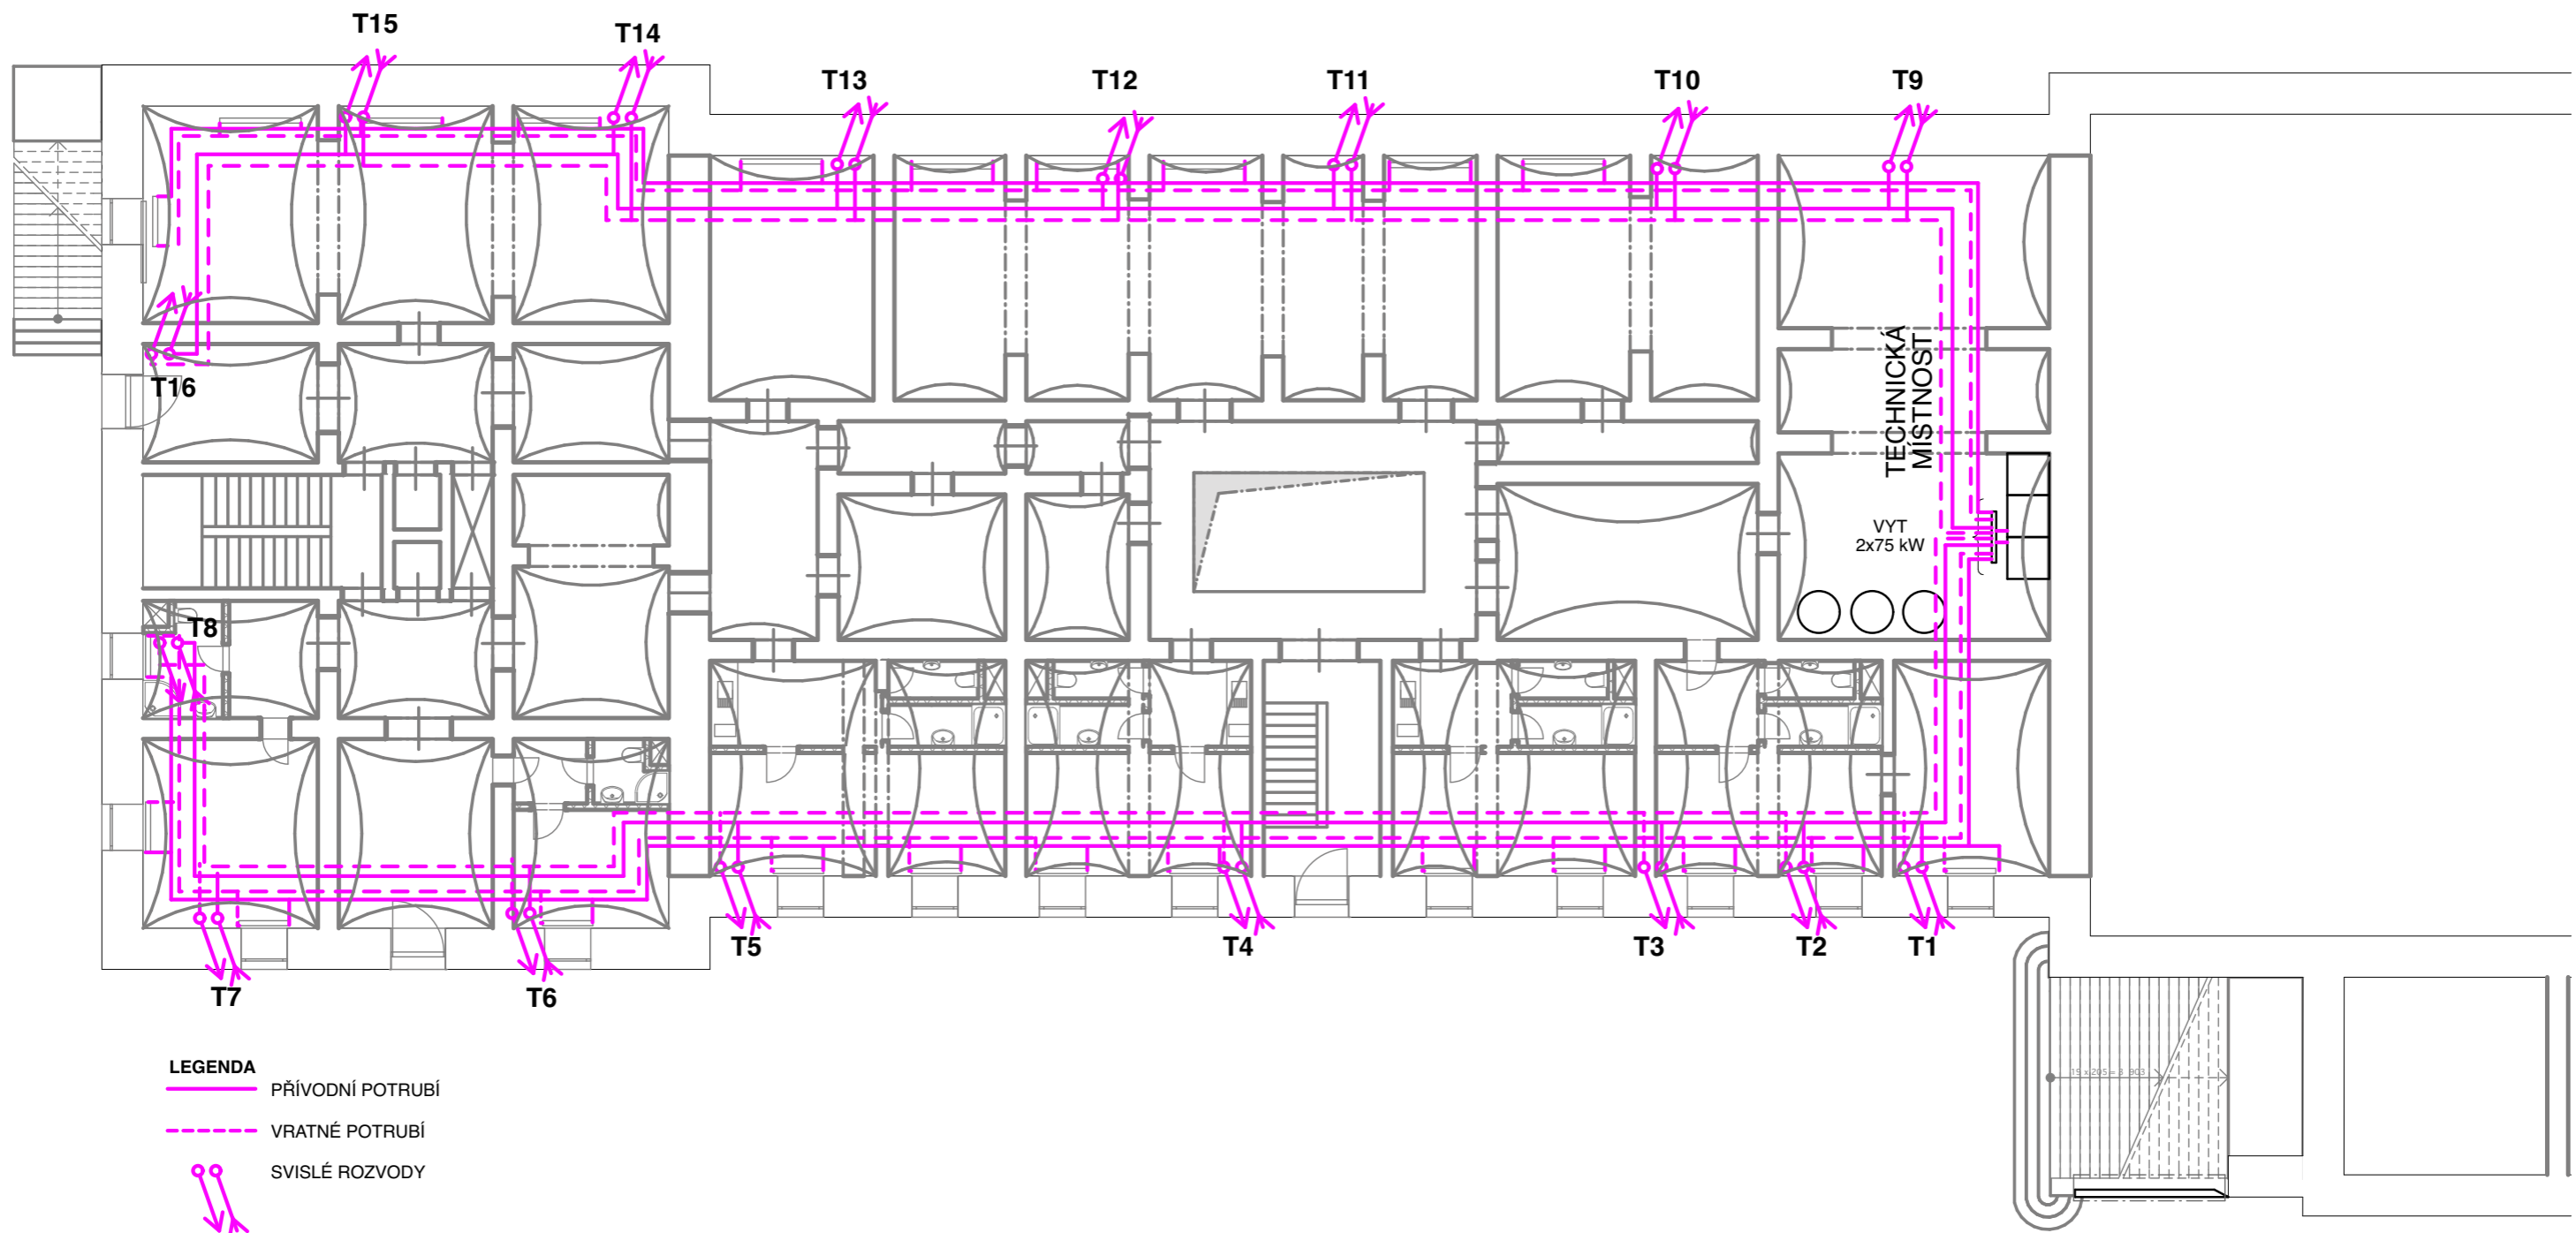 T15
T14
T13
T12
T11
T10
T9
TECHNICKÁ
MÍSTNOST
T16
VYT
2x75 kW
T8
T5
T4
T3
T2
T1
T7
T6
LEGENDA
PŘÍVODNÍ POTRUBÍ
VRATNÉ POTRUBÍ
SVISLÉ ROZVODY